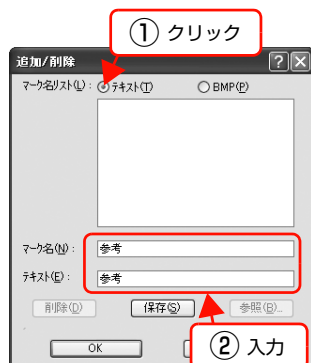 ① クリック
追加/削除
マーク名リスト(L): テキスト(T) BMP(P)
マーク名(N): 参考
テキスト(E): 参考
削除(D) 保存(S) 参照(B)...
OK
② 入力